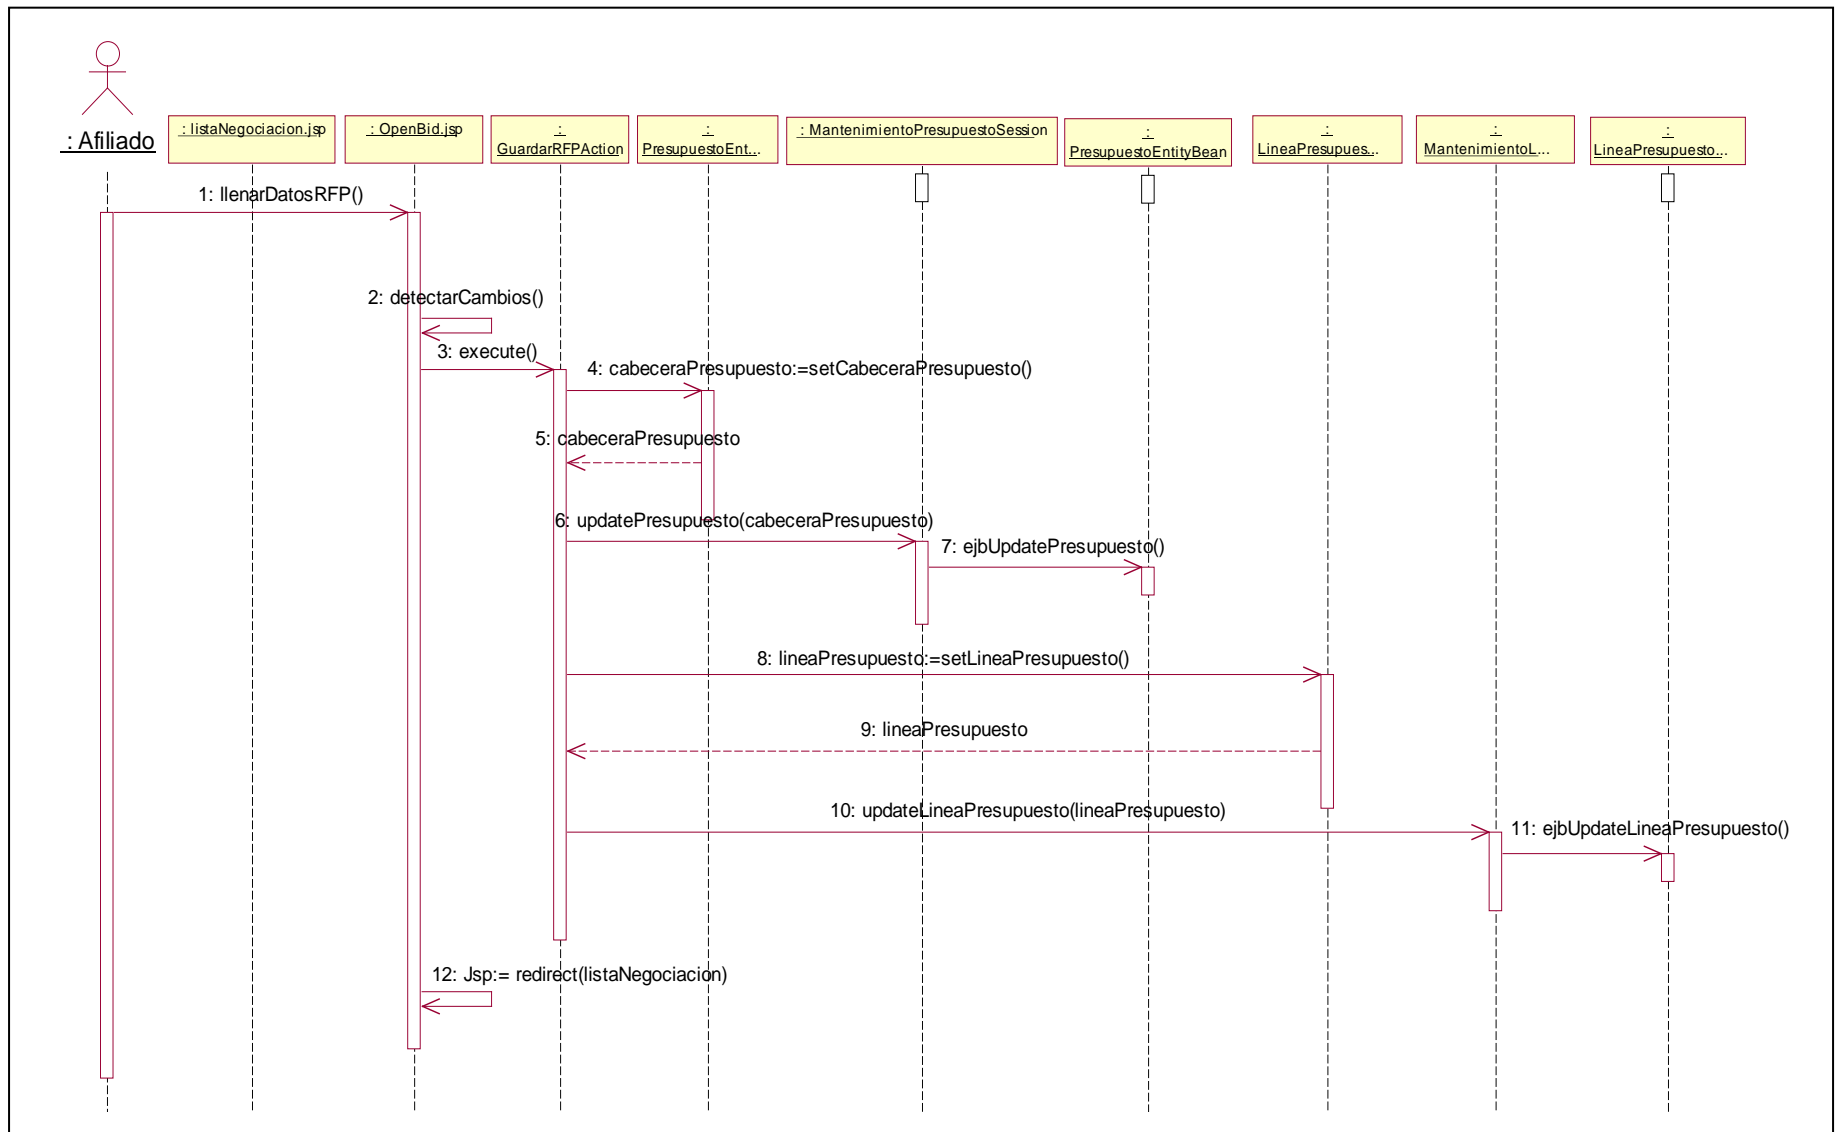 : Afiliado
: listaNegociacion.jsp
: OpenBid.jsp
:
GuardarRFPAction
:
PresupuestoEnt...
: MantenimientoPresupuestoSession
:
PresupuestoEntityBean
:
LineaPresupues...
:
MantenimientoL...
:
LineaPresupuesto...
1: llenarDatosRFP()
2: detectarCambios()
3: execute()
4: cabeceraPresupuesto:=setCabeceraPresupuesto()
5: cabeceraPresupuesto
6: updatePresupuesto(cabeceraPresupuesto)
7: ejbUpdatePresupuesto()
8: lineaPresupuesto:=setLineaPresupuesto()
9: lineaPresupuesto
10: updateLineaPresupuesto(lineaPresupuesto)
11: ejbUpdateLineaPresupuesto()
12: Jsp:= redirect(listaNegociacion)